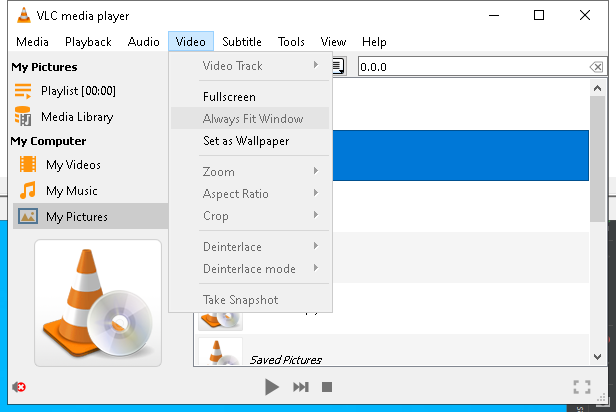 VLC media player
Media Playback Audio Video Subtitle Tools View Help
My Pictures
Playlist [00:00]
Media Library
My Computer
My Videos
My Music
My Pictures
Video Track
Fullscreen
Always Fit Window
Set as Wallpaper
Zoom
Aspect Ratio
Crop
Deinterlace
Deinterlace mode
Take Snapshot
0.0.0
Saved Pictures